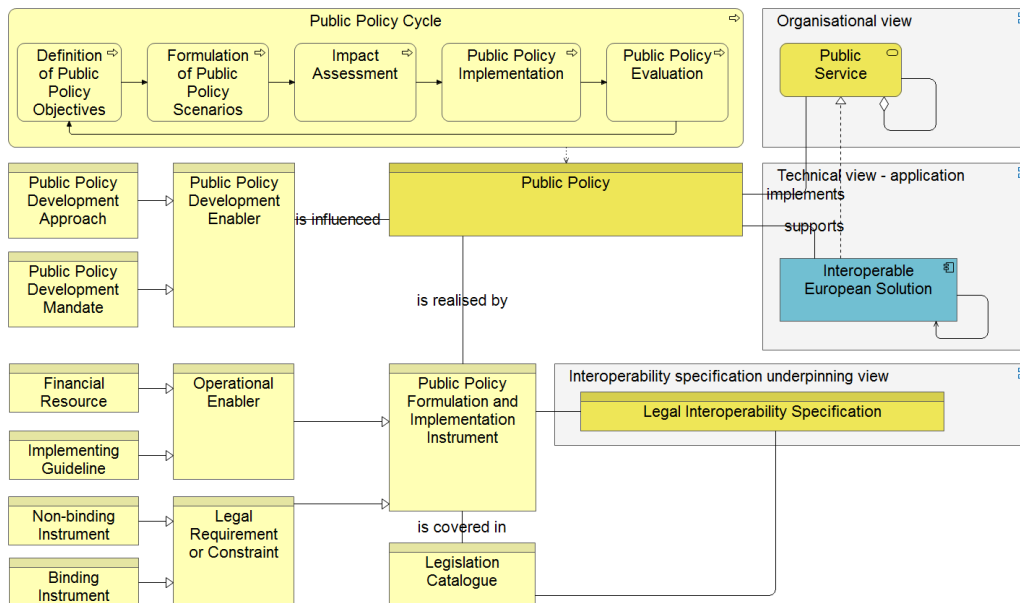 Public Policy Cycle
Definition
of Public
Policy
Objectives
Formulation
of Public
Policy
Scenarios
Impact
Assessment
Public Policy
Implementation
Public Policy
Evaluation
Organisational view
Public
Service
Public Policy
Development
Approach
Public Policy
Development
Enabler
is influenced
Public Policy
Technical view - application
implements
supports
Interoperable
European Solution
Public Policy
Development
Mandate
is realised by
Financial
Resource
Operational
Enabler
Public Policy
Formulation and
Implementation
Instrument
Interoperability specification underpinning view
Legal Interoperability Specification
Implementing
Guideline
Non-binding
Instrument
Legal
Requirement
or Constraint
is covered in
Legislation
Catalogue
Binding
Instrument